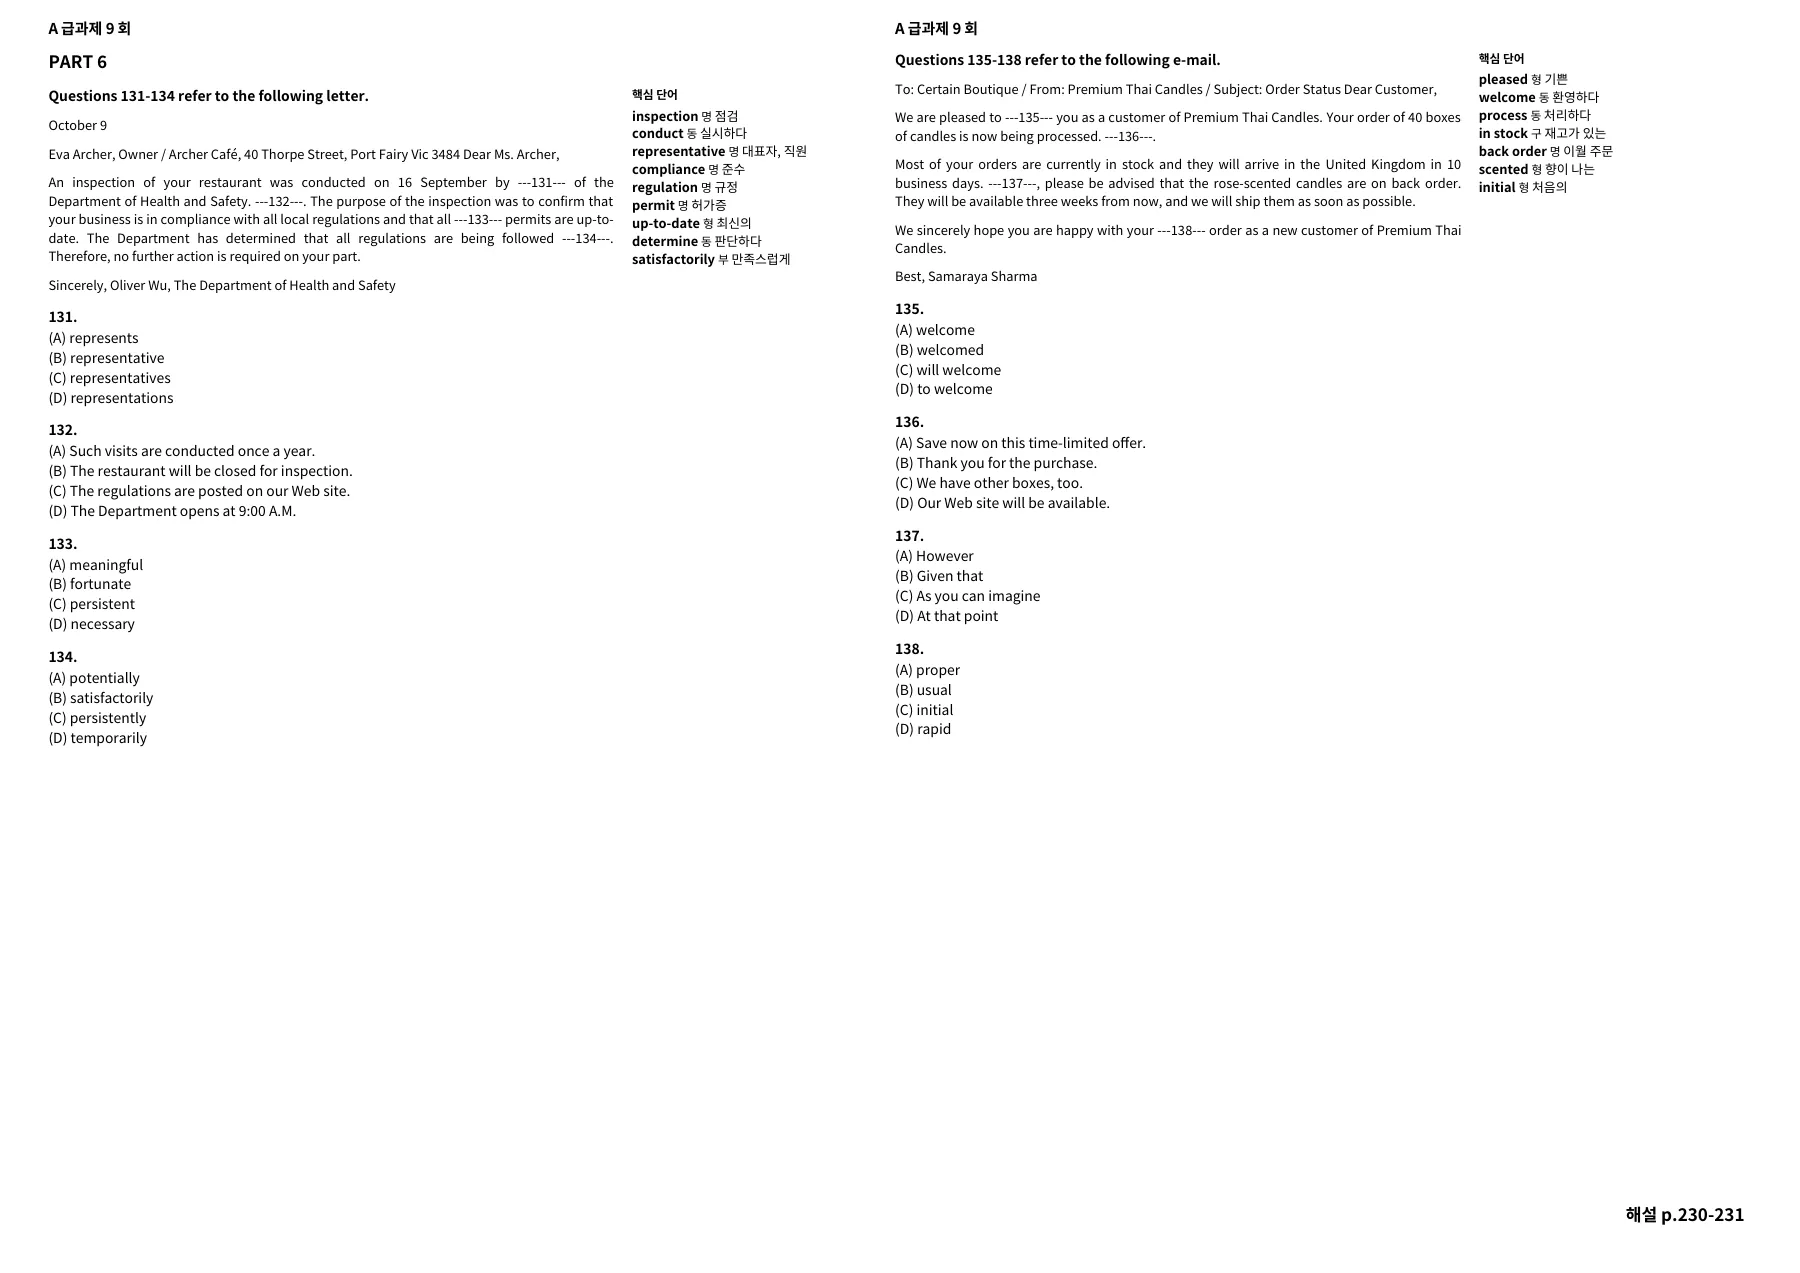 A 급과제 9 회
PART 6
Questions 131-134 refer to the following letter.
October 9
Eva Archer, Owner / Archer Café, 40 Thorpe Street, Port Fairy Vic 3484 Dear Ms. Archer,
An inspection of your restaurant was conducted on 16 September by ---131--- of the
Department of Health and Safety. ---132---. The purpose of the inspection was to confirm that
your business is in compliance with all local regulations and that all ---133--- permits are up-to-
date. The Department has determined that all regulations are being followed ---134---.
Therefore, no further action is required on your part.
Sincerely, Oliver Wu, The Department of Health and Safety
핵심 단어
inspection 명 점검
conduct 동 실시하다
representative 명 대표자, 직원
compliance 명 준수
regulation 명 규정
permit 명 허가증
up-to-date 형 최신의
determine 동 판단하다
satisfactorily 부 만족스럽게
131.
(A) represents
(B) representative
(C) representatives
(D) representations
132.
(A) Such visits are conducted once a year.
(B) The restaurant will be closed for inspection.
(C) The regulations are posted on our Web site.
(D) The Department opens at 9:00 A.M.
133.
(A) meaningful
(B) fortunate
(C) persistent
(D) necessary
134.
(A) potentially
(B) satisfactorily
(C) persistently
(D) temporarily
A 급과제 9 회
Questions 135-138 refer to the following e-mail.
To: Certain Boutique / From: Premium Thai Candles / Subject: Order Status Dear Customer,
We are pleased to ---135--- you as a customer of Premium Thai Candles. Your order of 40 boxes
of candles is now being processed. ---136---.
Most of your orders are currently in stock and they will arrive in the United Kingdom in 10
business days. ---137---, please be advised that the rose-scented candles are on back order.
They will be available three weeks from now, and we will ship them as soon as possible.
We sincerely hope you are happy with your ---138--- order as a new customer of Premium Thai
Candles.
Best, Samaraya Sharma
핵심 단어
pleased 형 기쁜
welcome 동 환영하다
process 동 처리하다
in stock 구 재고가 있는
back order 명 이월 주문
scented 형 향이 나는
initial 형 처음의
135.
(A) welcome
(B) welcomed
(C) will welcome
(D) to welcome
136.
(A) Save now on this time-limited offer.
(B) Thank you for the purchase.
(C) We have other boxes, too.
(D) Our Web site will be available.
137.
(A) However
(B) Given that
(C) As you can imagine
(D) At that point
138.
(A) proper
(B) usual
(C) initial
(D) rapid
해설 p.230-231